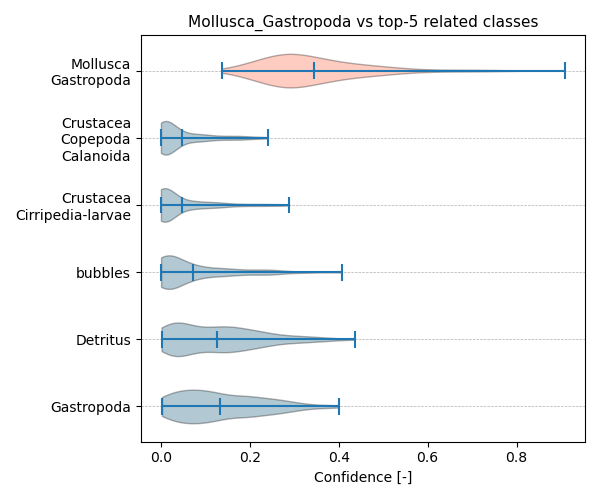 Mollusca_Gastropoda vs top-5 related classes
Mollusca
Gastropoda
Crustacea
Copepoda
Calanoida
Crustacea
Cirripedia-larvae
bubbles
Detritus
Gastropoda
0.0 0.2 0.4 0.6 0.8
Confidence [-]